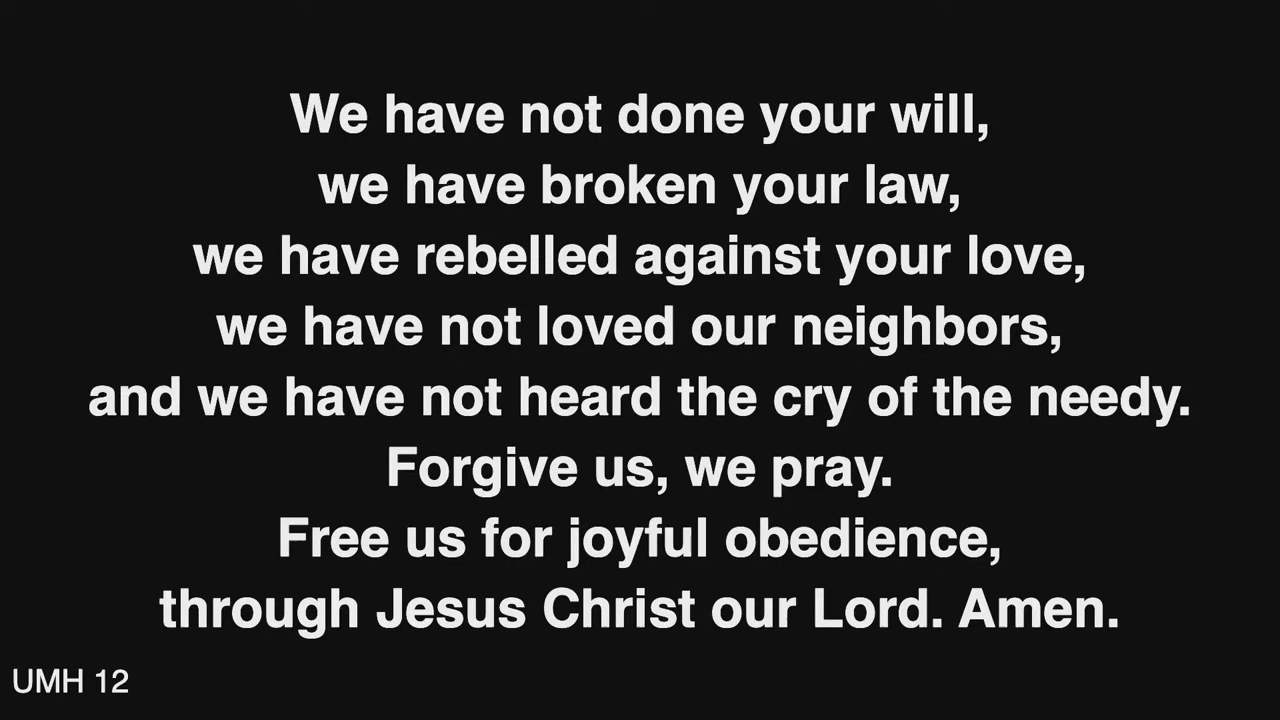 We have not done your will,
we have broken your law,
we have rebelled against your love,
we have not loved our neighbors,
and we have not heard the cry of the needy.
Forgive us, we pray.
Free us for joyful obedience,
through Jesus Christ our Lord. Amen.
UMH 12